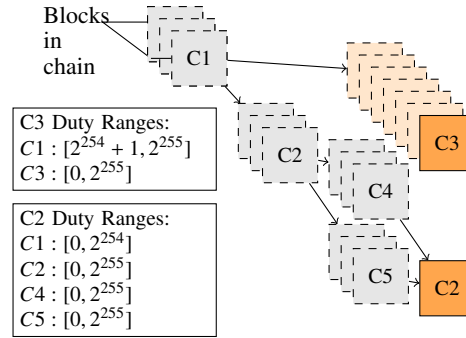 Blocks
in
chain
C1
C3
C2
C4
C5
C2
C3 Duty Ranges:
C1 : [2^254 + 1, 2^255]
C3 : [0, 2^255]
C2 Duty Ranges:
C1 : [0, 2^254]
C2 : [0, 2^255]
C4 : [0, 2^255]
C5 : [0, 2^255]